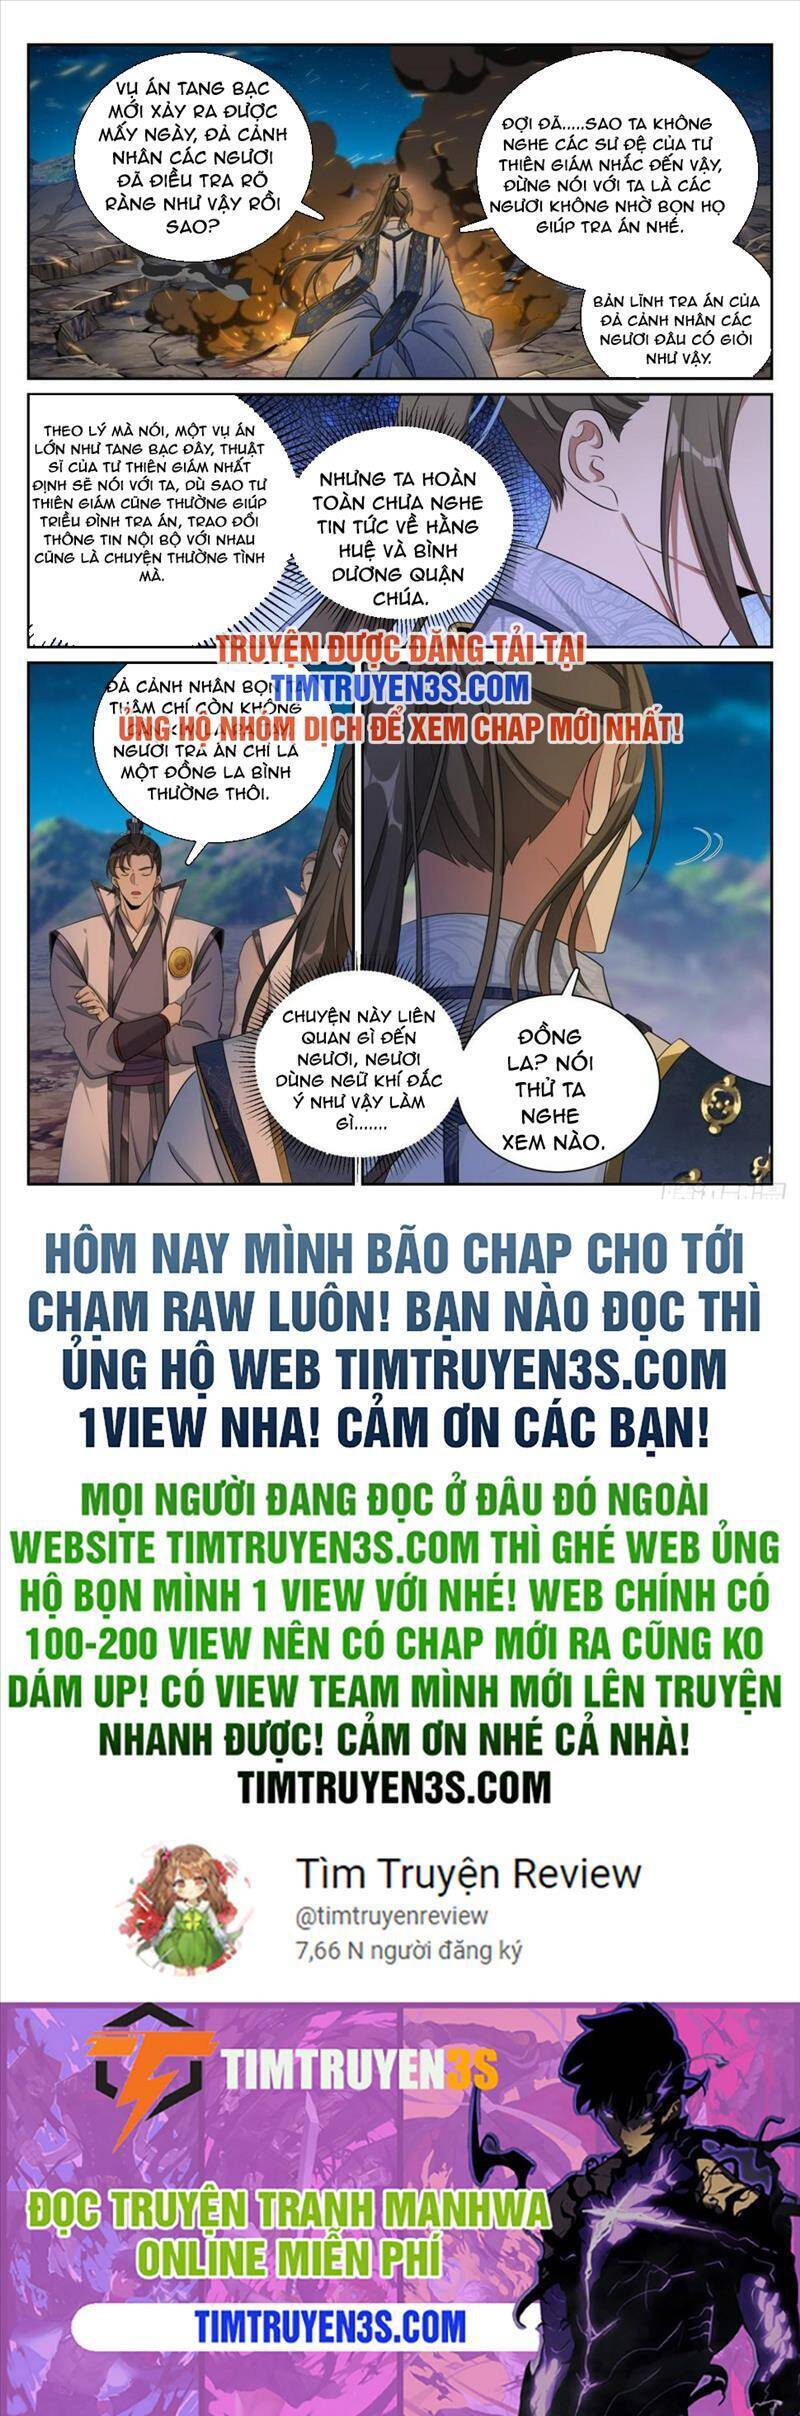 VỤ ÁN TANG BẠC
MỚI XẢY RA ĐƯỢC
MẤY NGÀY, ĐẢ CẢNH
NHÂN CÁC NGƯƠI
ĐÃ ĐIỀU TRA RÕ
RÀNG NHƯ VẬY RỒI
SAO?
ĐỢI ĐÃ.....SAO TA KHÔNG
NGHE CÁC SƯ ĐỆ CỦA TƯ
THIÊN GIÁM NHẮC ĐẾN VẬY,
ĐỪNG NÓI VỚI TA LÀ CÁC
NGƯƠI KHÔNG NHỜ BỌN HỌ
GIÚP TRA ÁN NHÉ.
BẢN LĨNH TRA ÁN CỦA
ĐẢ CẢNH NHÂN CÁC
NGƯƠI ĐÂU CÓ GIỎI
NHƯ VẬY.
THEO LÝ MÀ NÓI, MỘT VỤ ÁN
LỚN NHƯ TANG BẠC ĐÂY, THUẬT
SĨ CỦA TƯ THIÊN GIÁM NHẤT
ĐỊNH SẼ NÓI VỚI TA, DÙ SAO TƯ
THIÊN GIÁM CŨNG THƯỜNG GIÚP
TRIỀU ĐÌNH TRA ÁN, TRAO ĐỔI
THÔNG TIN NỘI BỘ VỚI NHAU
CŨNG LÀ CHUYỆN THƯỜNG TÌNH
MÀ.
NHƯNG TA HOÀN
TOÀN CHƯA NGHE
TIN TỨC VỀ HẰNG
HUỆ VÀ BÌNH
DƯƠNG QUẬN
CHÚA.
TRUYỆN ĐƯỢC ĐĂNG TẢI TẠI
TIMTRUYEN3S.COM
ỦNG HỘ NHÓM DỊCH ĐỂ XEM CHAP MỚI NHẤT!
ĐẢ CẢNH NHÂN BỌN TA
THẬM CHÍ CÒN KHÔNG
NGƯƠI TRA ÁN CHỈ LÀ
MỘT ĐỒNG LA BÌNH
THƯỜNG THÔI.
CHUYỆN NÀY LIÊN
QUAN GÌ ĐẾN
NGƯƠI, NGƯƠI
DÙNG NGỮ KHÍ ĐẮC
Ý NHƯ VẬY LÀM
GÌ.......
ĐỒNG
LA? NÓI
THỬ TA
NGHE
XEM NÀO.
HÔM NAY MÌNH BÃO CHAP CHO TỚI
CHẠM RAW LUÔN! BẠN NÀO ĐỌC THÌ
ỦNG HỘ WEB TIMTRUYEN3S.COM
1VIEW NHA! CẢM ƠN CÁC BẠN!
MỌI NGƯỜI ĐANG ĐỌC Ở ĐÂU ĐÓ NGOÀI
WEBSITE TIMTRUYEN3S.COM THÌ GHÉ WEB ỦNG
HỘ BỌN MÌNH 1 VIEW VỚI NHÉ! WEB CHÍNH CÓ
100-200 VIEW NÊN CÓ CHAP MỚI RA CŨNG KO
DÁM UP! CÓ VIEW TEAM MÌNH MỚI LÊN TRUYỆN
NHANH ĐƯỢC! CẢM ƠN NHÉ CẢ NHÀ!
TIMTRUYEN3S.COM
Tìm Truyện Review
@timtruyenreview
7,66 N người đăng ký
TIMTRUYEN3S
ĐỌC TRUYỆN TRANH MANHWA
ONLINE MIỄN PHÍ
TIMTRUYEN3S.COM